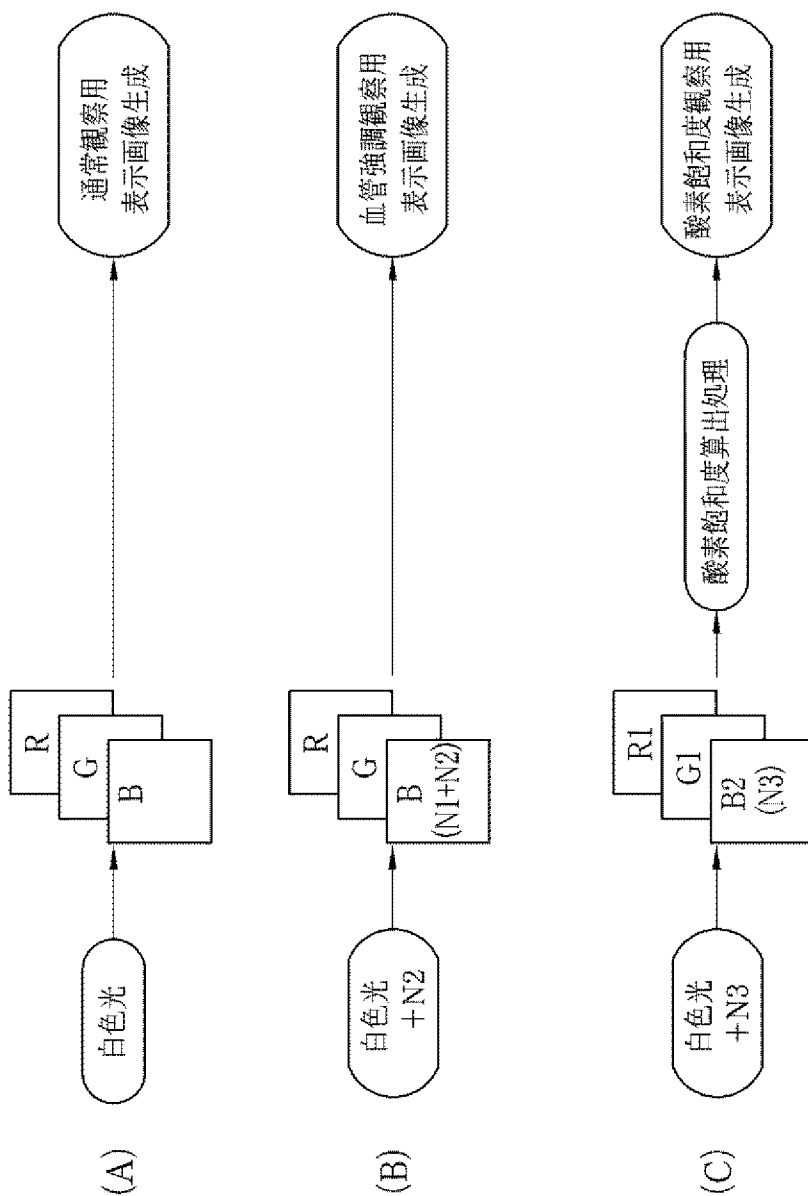 (A)
白色光
R
G
B
通常観察用
表示画像生成
(B)
白色光
+N2
R
G
B
(N1+N2)
血管強調観察用
表示画像生成
(C)
白色光
+N3
R1
G1
B2
(N3)
酸素飽和度算出処理
酸素飽和度観察用
表示画像生成